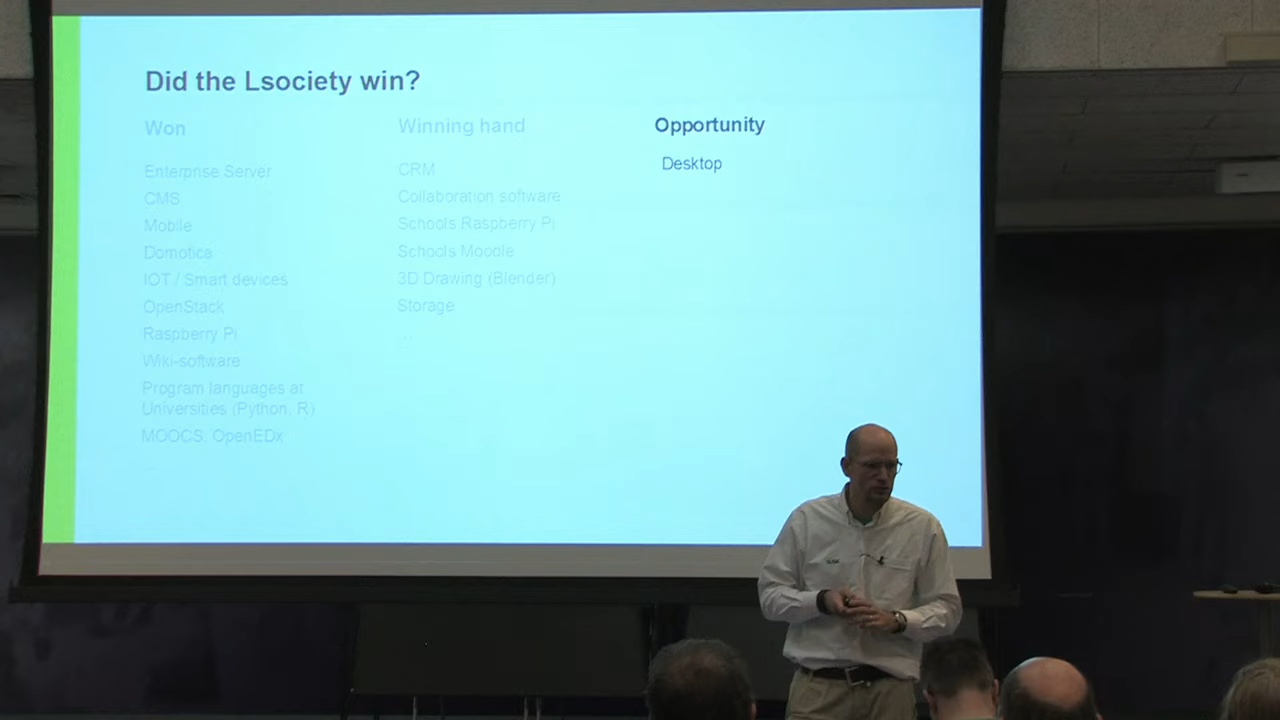 Did the Lsociety win?
Won
Enterprise Server
CMS
Mobile
Domotica
IOT / Smart devices
OpenStack
Raspberry Pi
Wiki-software
Program languages at
Universities (Python, R)
MOOCS, OpenEDx
Winning hand
CRM
Collaboration software
Schools Raspberry Pi
Schools Moodle
3D Drawing (Blender)
Storage
...
Opportunity
Desktop